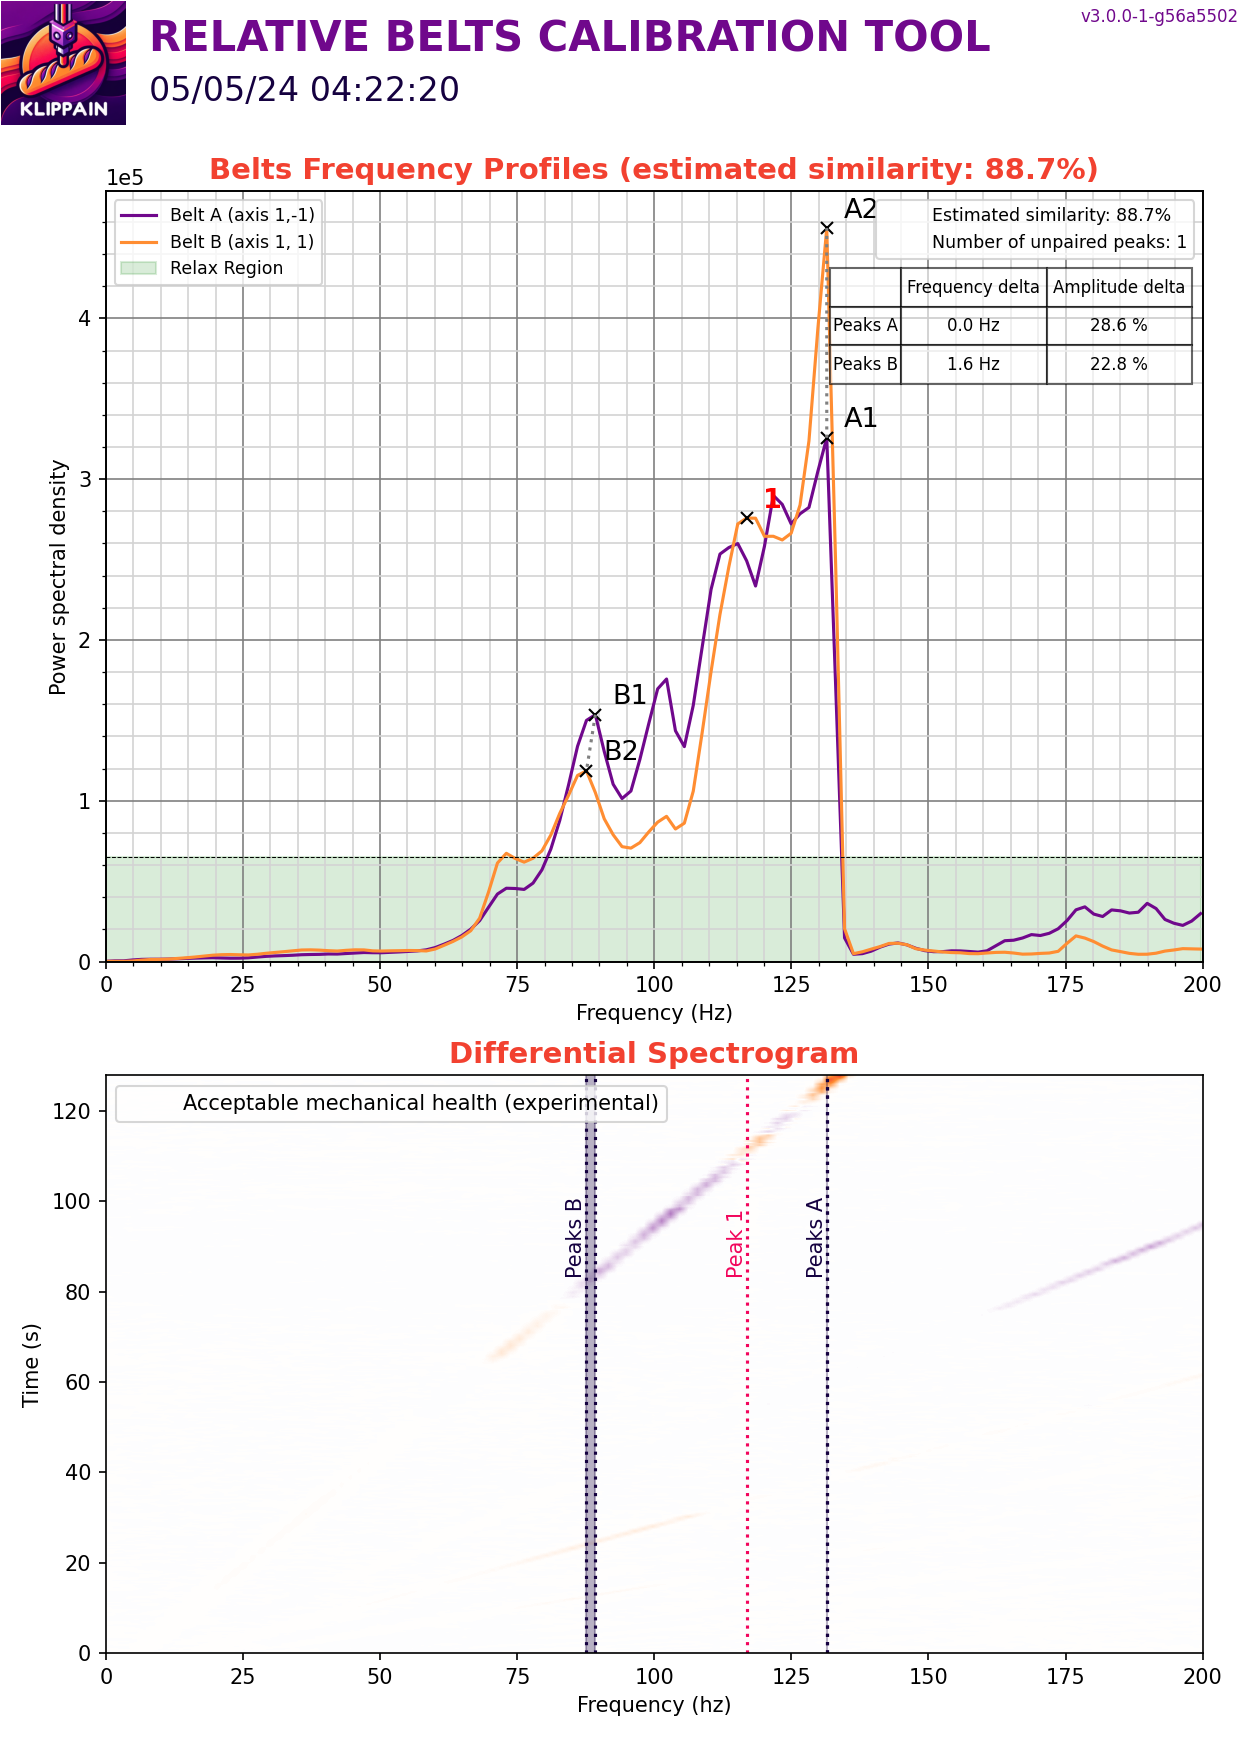 KLIPPAIN
RELATIVE BELTS CALIBRATION TOOL
v3.0.0-1-g56a5502
05/05/24 04:22:20
Belts Frequency Profiles (estimated similarity: 88.7%)
1e5
Belt A (axis 1,-1)
Belt B (axis 1, 1)
Relax Region
Estimated similarity: 88.7%
Number of unpaired peaks: 1
Frequency delta Amplitude delta
Peaks A 0.0 Hz 28.6 %
Peaks B 1.6 Hz 22.8 %
A2
A1
1
B1
B2
Power spectral density
4
3
2
1
0
0 25 50 75 100 125 150 175 200
Frequency (Hz)
Differential Spectrogram
Acceptable mechanical health (experimental)
Peaks B
Peak 1
Peaks A
Time (s)
120
100
80
60
40
20
0
0 25 50 75 100 125 150 175 200
Frequency (hz)